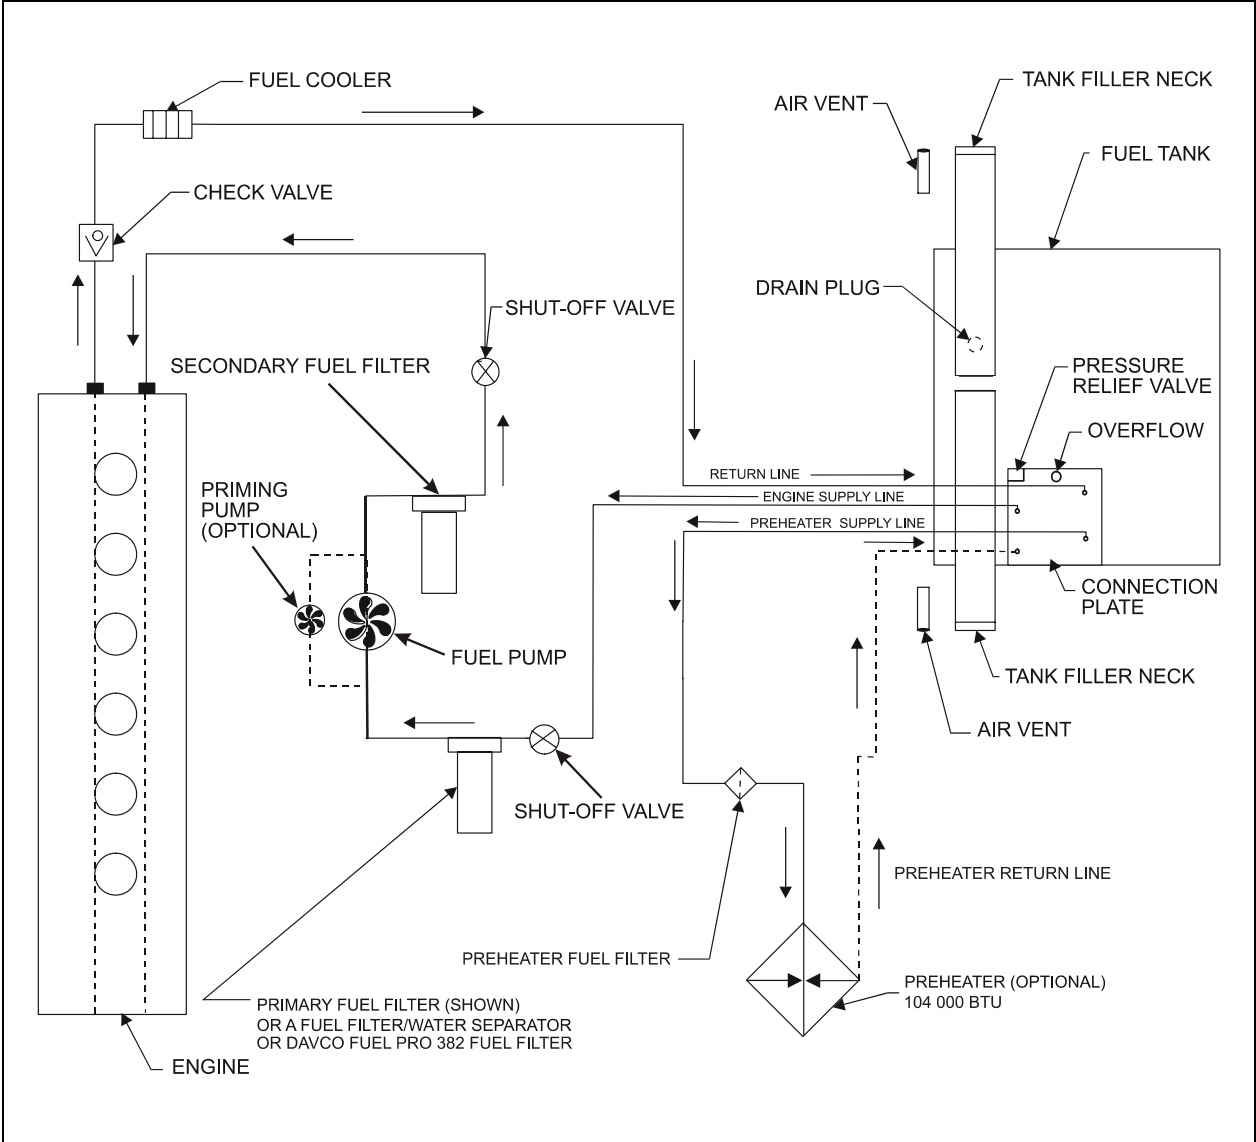 FUEL COOLER
TANK FILLER NECK
AIR VENT
FUEL TANK
CHECK VALVE
DRAIN PLUG
SHUT-OFF VALVE
SECONDARY FUEL FILTER
PRESSURE
RELIEF VALVE
OVERFLOW
RETURN LINE
PRIMING
PUMP
(OPTIONAL)
ENGINE SUPPLY LINE
PREHEATER SUPPLY LINE
CONNECTION
PLATE
FUEL PUMP
TANK FILLER NECK
AIR VENT
SHUT-OFF VALVE
PREHEATER RETURN LINE
PREHEATER FUEL FILTER
PREHEATER (OPTIONAL)
104 000 BTU
PRIMARY FUEL FILTER (SHOWN)
OR A FUEL FILTER/WATER SEPARATOR
OR DAVCO FUEL PRO 382 FUEL FILTER
ENGINE